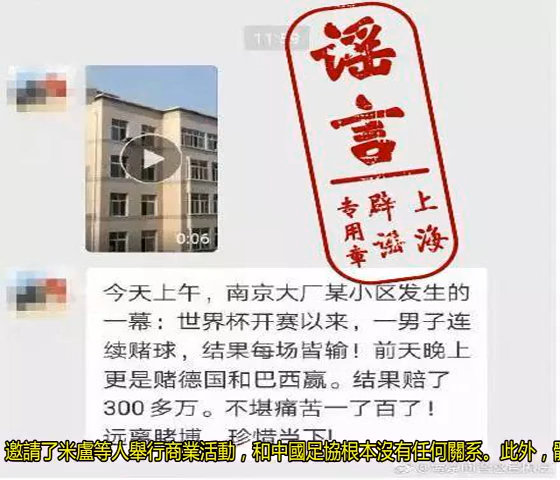 11:59
谣言
上海
辟谣
专用章
0:06
今天上午，南京大厂某小区发生的
一幕：世界杯开赛以来，一男子连
续赌球，结果每场皆输！前天晚上
更是赌德国和巴西赢。结果赔了
300多万。不堪痛苦一了百了！
远离赌博，珍惜当下！
邀請了米盧等人舉行商業活動，和中國足協根本沒有任何關系。此外，